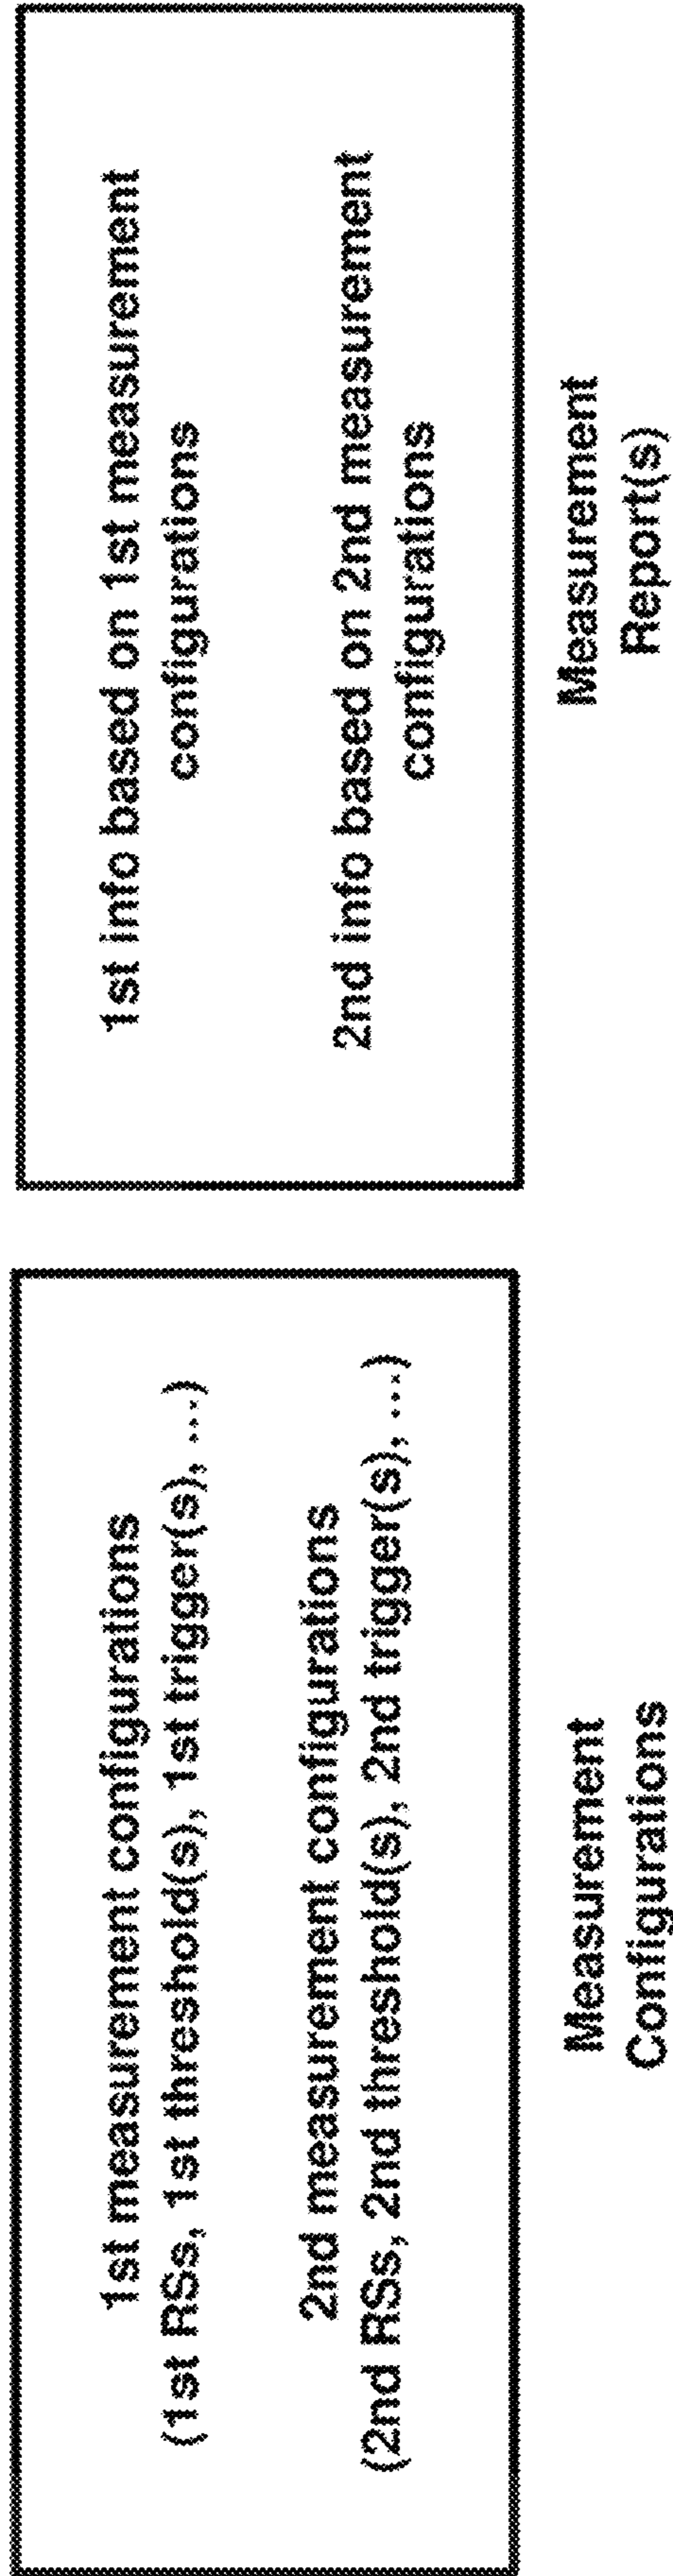 1st measurement configurations
(1st RSs, 1st threshold(s), 1st trigger(s), ...)
2nd measurement configurations
(2nd RSs, 2nd threshold(s), 2nd trigger(s), ...)
Measurement
Configurations
1st info based on 1st measurement
configurations
2nd info based on 2nd measurement
configurations
Measurement
Report(s)